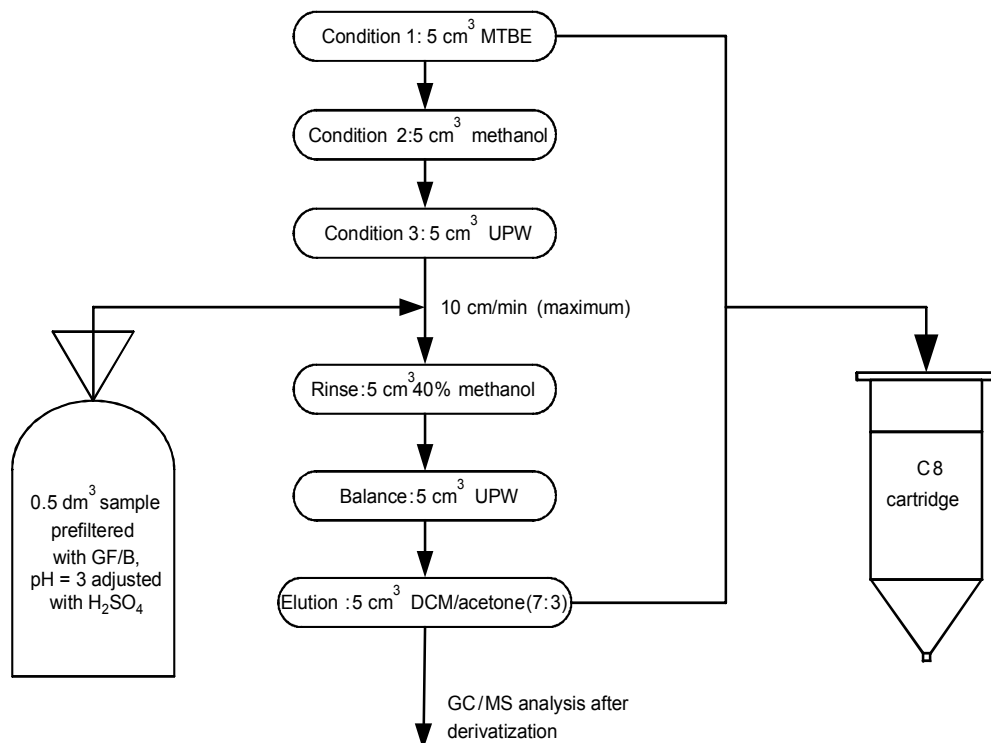 Condition 1: 5 cm³ MTBE
Condition 2:5 cm³ methanol
Condition 3: 5 cm³ UPW
10 cm/min (maximum)
Rinse:5 cm³40% methanol
Balance:5 cm³ UPW
Elution :5 cm³ DCM/acetone(7:3)
GC/MS analysis after
derivatization
0.5 dm³ sample
prefiltered
with GF/B,
pH = 3 adjusted
with H₂SO₄
C8
cartridge